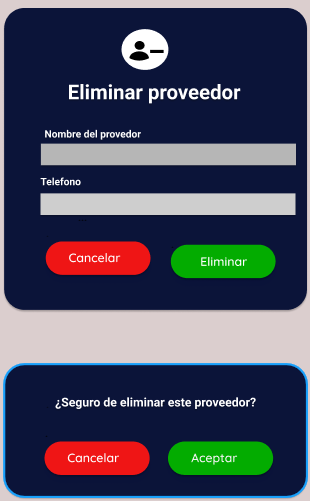 Eliminar proveedor
Nombre del provedor
Telefono
Cancelar
Eliminar
¿Seguro de eliminar este proveedor?
Cancelar
Aceptar